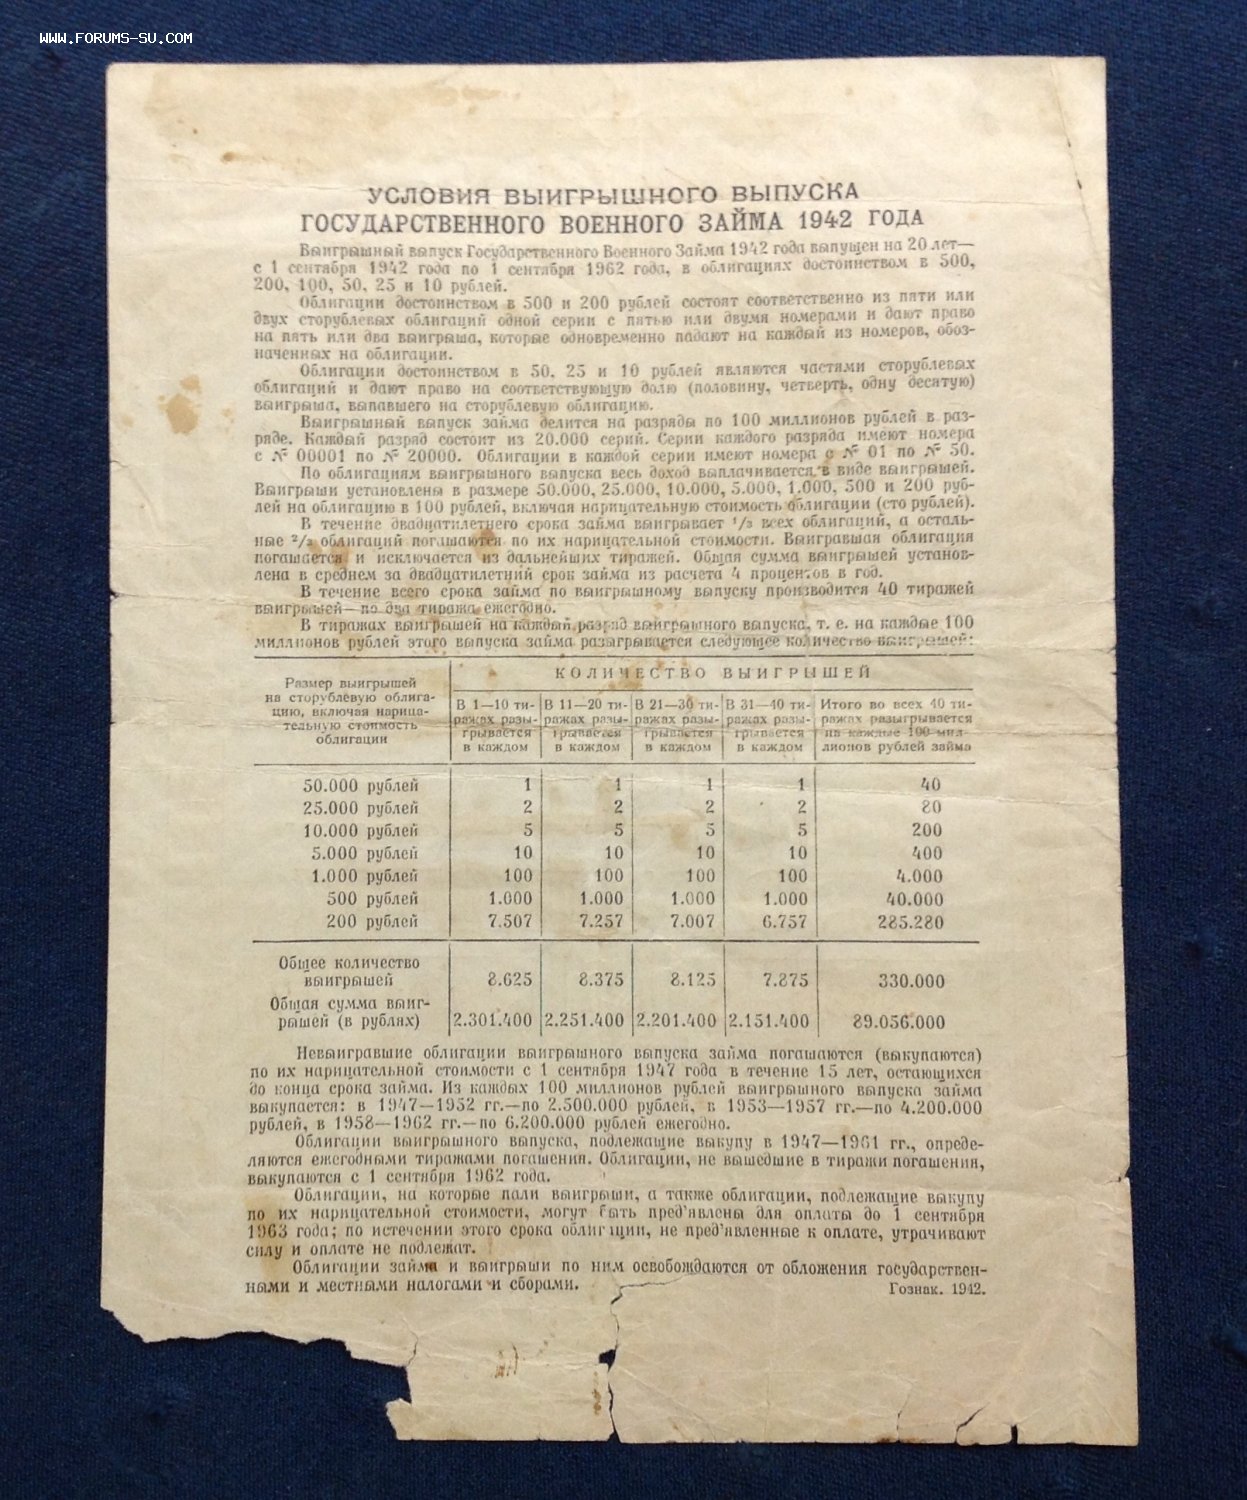 WWW.FORUMS-SU.COM
УСЛОВИЯ ВЫИГРЫШНОГО ВЫПУСКА
ГОСУДАРСТВЕННОГО ВОЕННОГО ЗАЙМА 1942 ГОДА
Выигрышный выпуск Государственного Военного Займа 1942 года выпущен на 20 лет—
с 1 сентября 1942 года по 1 сентября 1962 года, в облигациях достоинством в 500,
200, 100, 50, 25 и 10 рублей.
Облигации достоинством в 500 и 200 рублей состоят соответственно из пяти или
двух сторублевых облигаций одной серии с пятью или двумя номерами и дают право
на пять или два выигрыша, которые одновременно падают на каждый из номеров, обоз-
наченных на облигации.
Облигации достоинством в 50, 25 и 10 рублей являются частями сторублевых
облигаций и дают право на соответствующую долю (половину, четверть, одну десятую)
выигрыша, выпавшего на сторублевую облигацию.
Выигрышный выпуск займа делится на разряды по 100 миллионов рублей в раз-
ряде. Каждый разряд состоит из 20.000 серий. Серии каждого разряда имеют номера
с № 00001 по № 20000. Облигации в каждой серии имеют номера с № 01 по № 50.
По облигациям выигрышного выпуска весь доход выплачивается в виде выигрышей.
Выигрыши установлены в размере 50.000, 25.000, 10.000, 5.000, 1.000, 500 и 200 руб-
лей на облигацию в 100 рублей, включая нарицательную стоимость облигации (сто рублей).
В течение двадцатилетнего срока займа выигрывает ¹/₃ всех облигаций, а осталь-
ные ²/₃ облигаций погашаются по их нарицательной стоимости. Выигравшая облигация
погашается и исключается из дальнейших тиражей. Общая сумма выигрышей установ-
лена в среднем за двадцатилетний срок займа из расчета 4 процентов в год.
В течение всего срока займа по выигрышному выпуску производится 40 тиражей
выигрышей—по два тиража ежегодно.
В тиражах выигрышей на каждый разряд выигрышного выпуска, т. е. на каждые 100
миллионов рублей этого выпуска займа разыгрывается следующее количество выигрышей:
Размер выигрышей
на сторублевую облига-
цию, включая нарица-
тельную стоимость
облигации
КОЛИЧЕСТВО ВЫИГРЫШЕЙ
В 1—10 ти- В 11—20 ти- В 21—30 ти- В 31—40 ти- Итого во всех 40 ти-
ражах разы- ражах разы- ражах разы- ражах разы- ражах разыгрывается
грывается грывается грывается грывается на каждые 100 мил-
в каждом в каждом в каждом в каждом лионов рублей займа
50.000 рублей 1 1 1 1 40
25.000 рублей 2 2 2 2 80
10.000 рублей 5 5 5 5 200
5.000 рублей 10 10 10 10 400
1.000 рублей 100 100 100 100 4.000
500 рублей 1.000 1.000 1.000 1.000 40.000
200 рублей 7.507 7.257 7.007 6.757 285.280
Общее количество
выигрышей 8.625 8.375 8.125 7.875 330.000
Общая сумма выиг-
рышей (в рублях) 2.301.400 2.251.400 2.201.400 2.151.400 89.056.000
Невыигравшие облигации выигрышного выпуска займа погашаются (выкупаются)
по их нарицательной стоимости с 1 сентября 1947 года в течение 15 лет, остающихся
до конца срока займа. Из каждых 100 миллионов рублей выигрышного выпуска займа
выкупается: в 1947—1952 гг.—по 2.500.000 рублей, в 1953—1957 гг.—по 4.200.000
рублей, в 1958—1962 гг.—по 6.200.000 рублей ежегодно.
Облигации выигрышного выпуска, подлежащие выкупу в 1947—1961 гг., опреде-
ляются ежегодными тиражами погашения. Облигации, не вышедшие в тиражи погашения,
выкупаются с 1 сентября 1962 года.
Облигации, на которые пали выигрыши, а также облигации, подлежащие выкупу
по их нарицательной стоимости, могут быть пред'явлены для оплаты до 1 сентября
1963 года; по истечении этого срока облигации, не пред'явленные к оплате, утрачивают
силу и оплате не подлежат.
Облигации займа и выигрыши по ним освобождаются от обложения государствен-
ными и местными налогами и сборами.
Гознак. 1942.